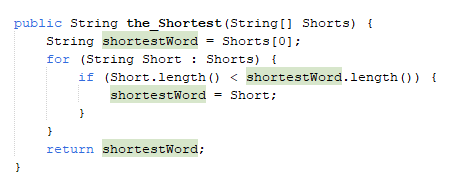 public String the_Shortest(String[] Shorts) {
    String shortestWord = Shorts[0];
    for (String Short : Shorts) {
        if (Short.length() < shortestWord.length()) {
            shortestWord = Short;
        }
    }
    return shortestWord;
}